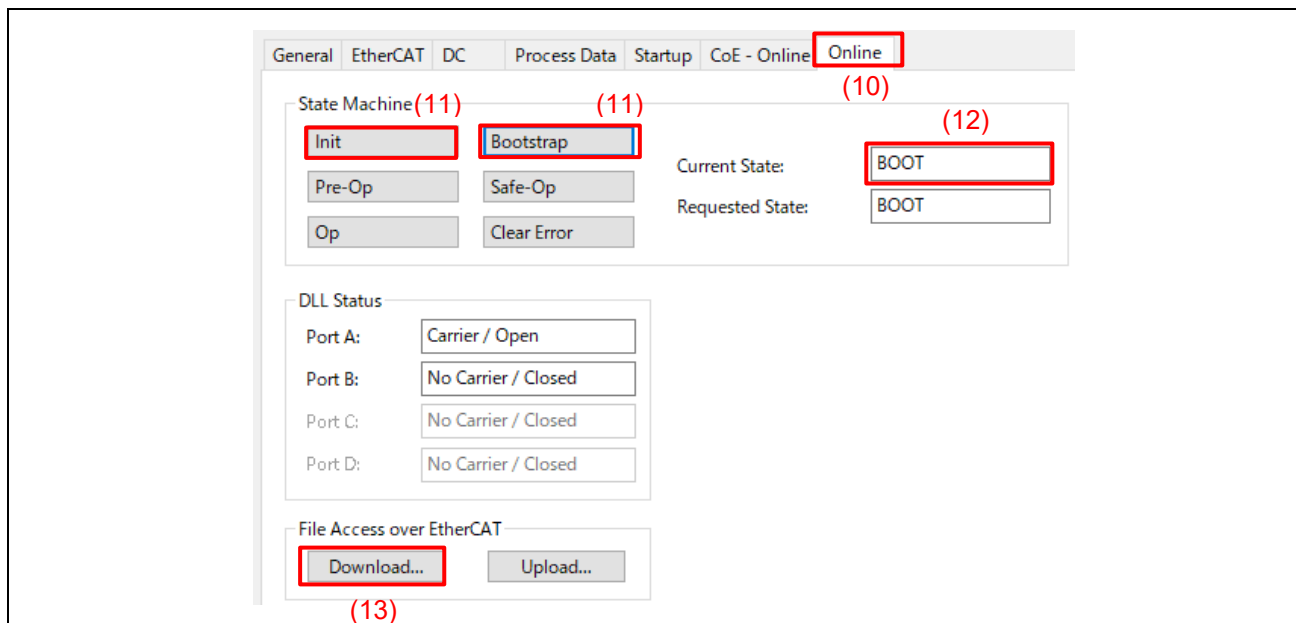 General EtherCAT DC Process Data Startup CoE - Online Online
(10)
State Machine (11) (11) (12)
Init Bootstrap
Current State: BOOT
Pre-Op Safe-Op
Requested State: BOOT
Op Clear Error
DLL Status
Port A: Carrier / Open
Port B: No Carrier / Closed
Port C: No Carrier / Closed
Port D: No Carrier / Closed
File Access over EtherCAT
Download... Upload...
(13)